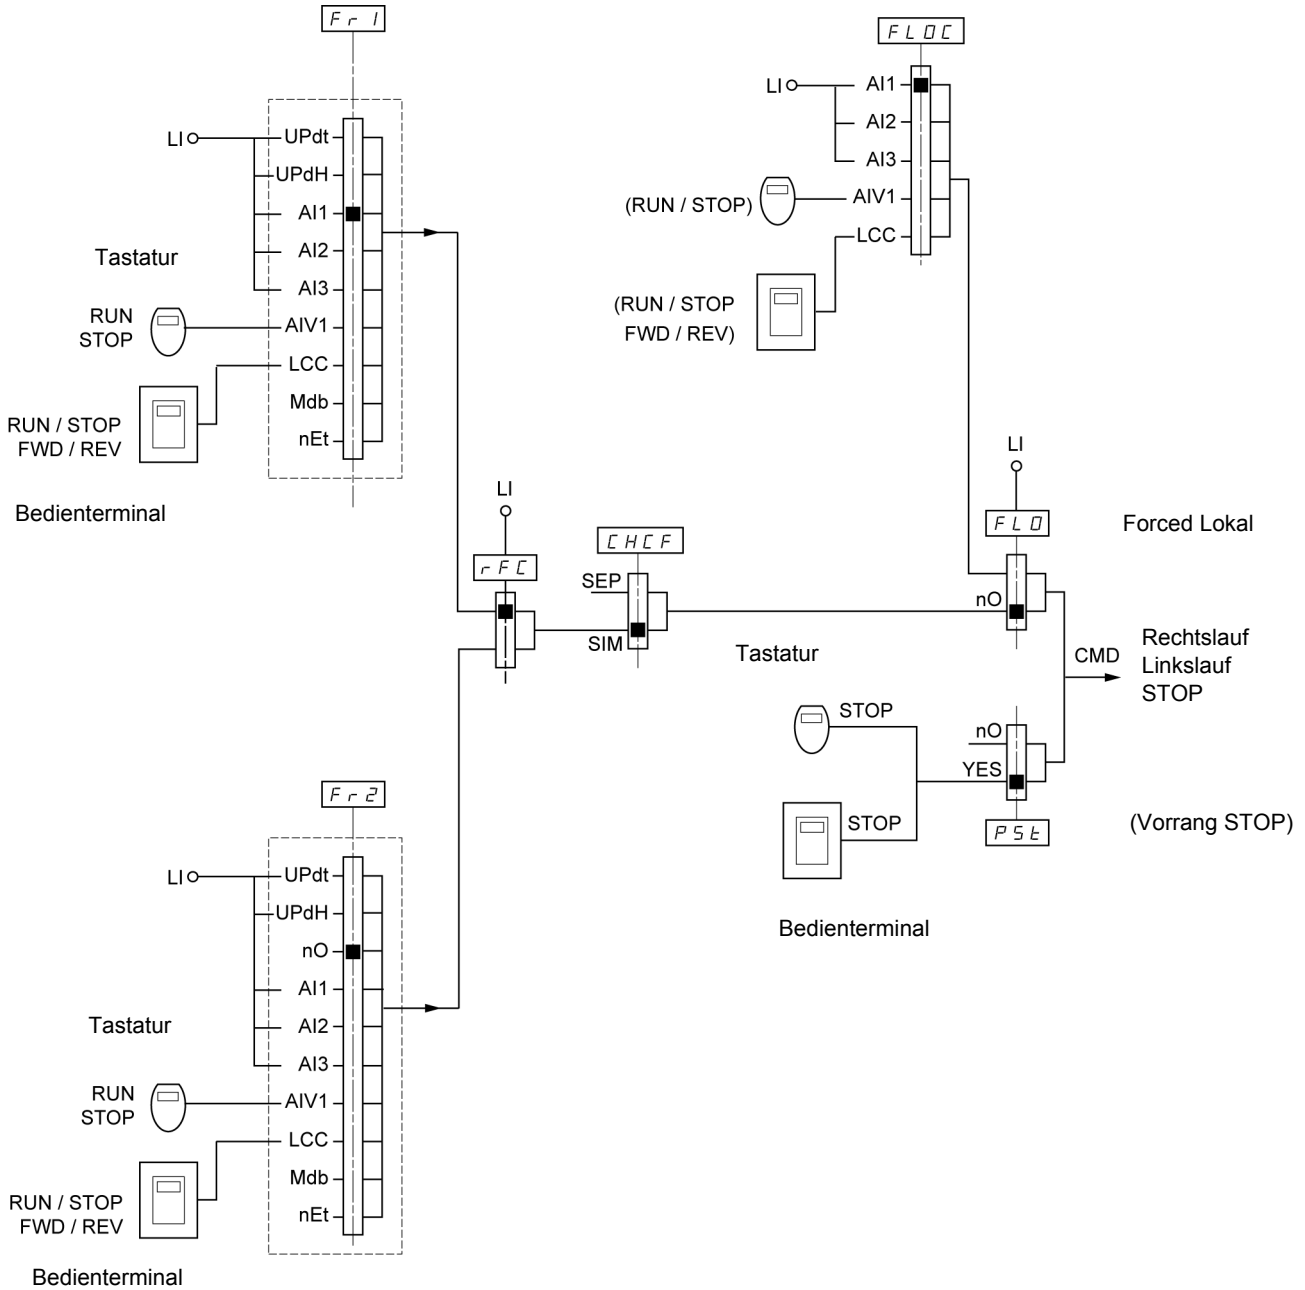 Fr1
LI
UPdt
UPdH
AI1
AI2
AI3
Tastatur
RUN
STOP
AIV1
LCC
RUN / STOP
FWD / REV
Mdb
nEt
Bedienterminal
FLOC
LI
AI1
AI2
AI3
(RUN / STOP)
AIV1
LCC
(RUN / STOP
FWD / REV)
LI
rFC
CHCF
SEP
SIM
LI
FLO
Forced Lokal
nO
CMD
Rechtslauf
Linkslauf
STOP
Tastatur
STOP
nO
YES
STOP
PSt
(Vorrang STOP)
Bedienterminal
Fr2
LI
UPdt
UPdH
nO
AI1
AI2
AI3
Tastatur
RUN
STOP
AIV1
LCC
RUN / STOP
FWD / REV
Mdb
nEt
Bedienterminal